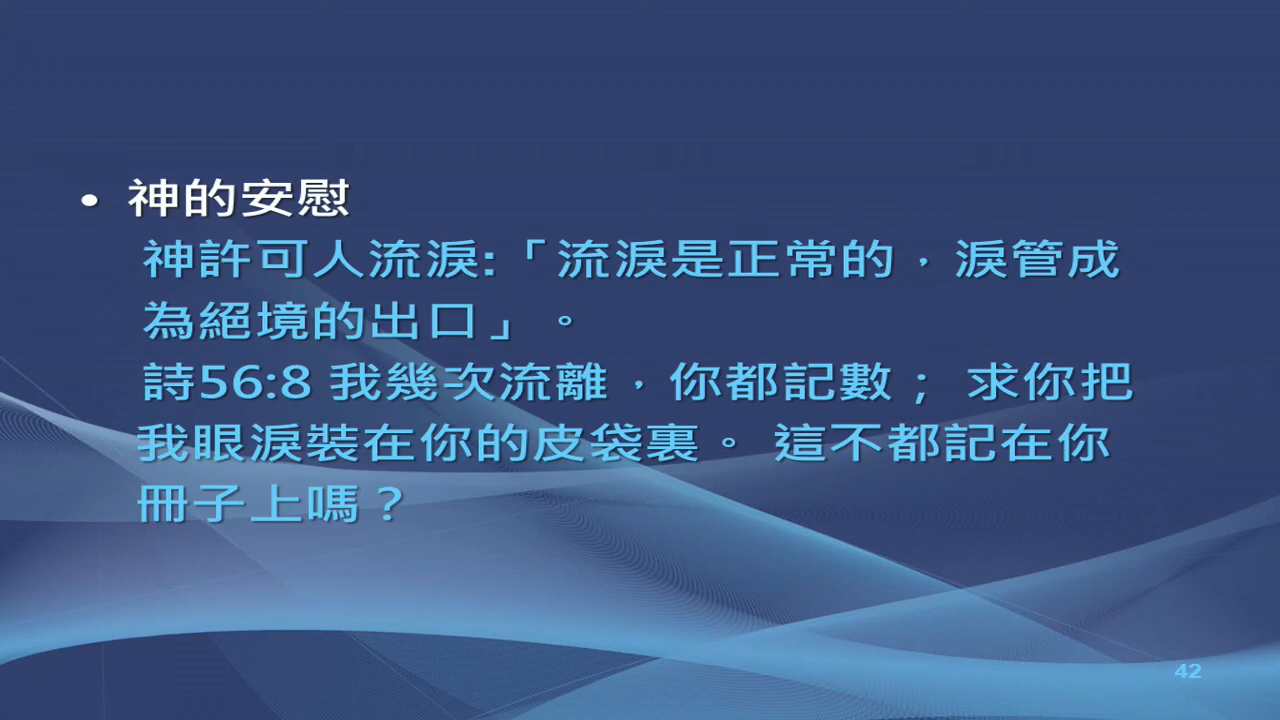 • 神的安慰
神許可人流淚:「流淚是正常的，淚管成
為絕境的出口」。
詩56:8 我幾次流離，你都記數； 求你把
我眼淚裝在你的皮袋裏。 這不都記在你
冊子上嗎？
42